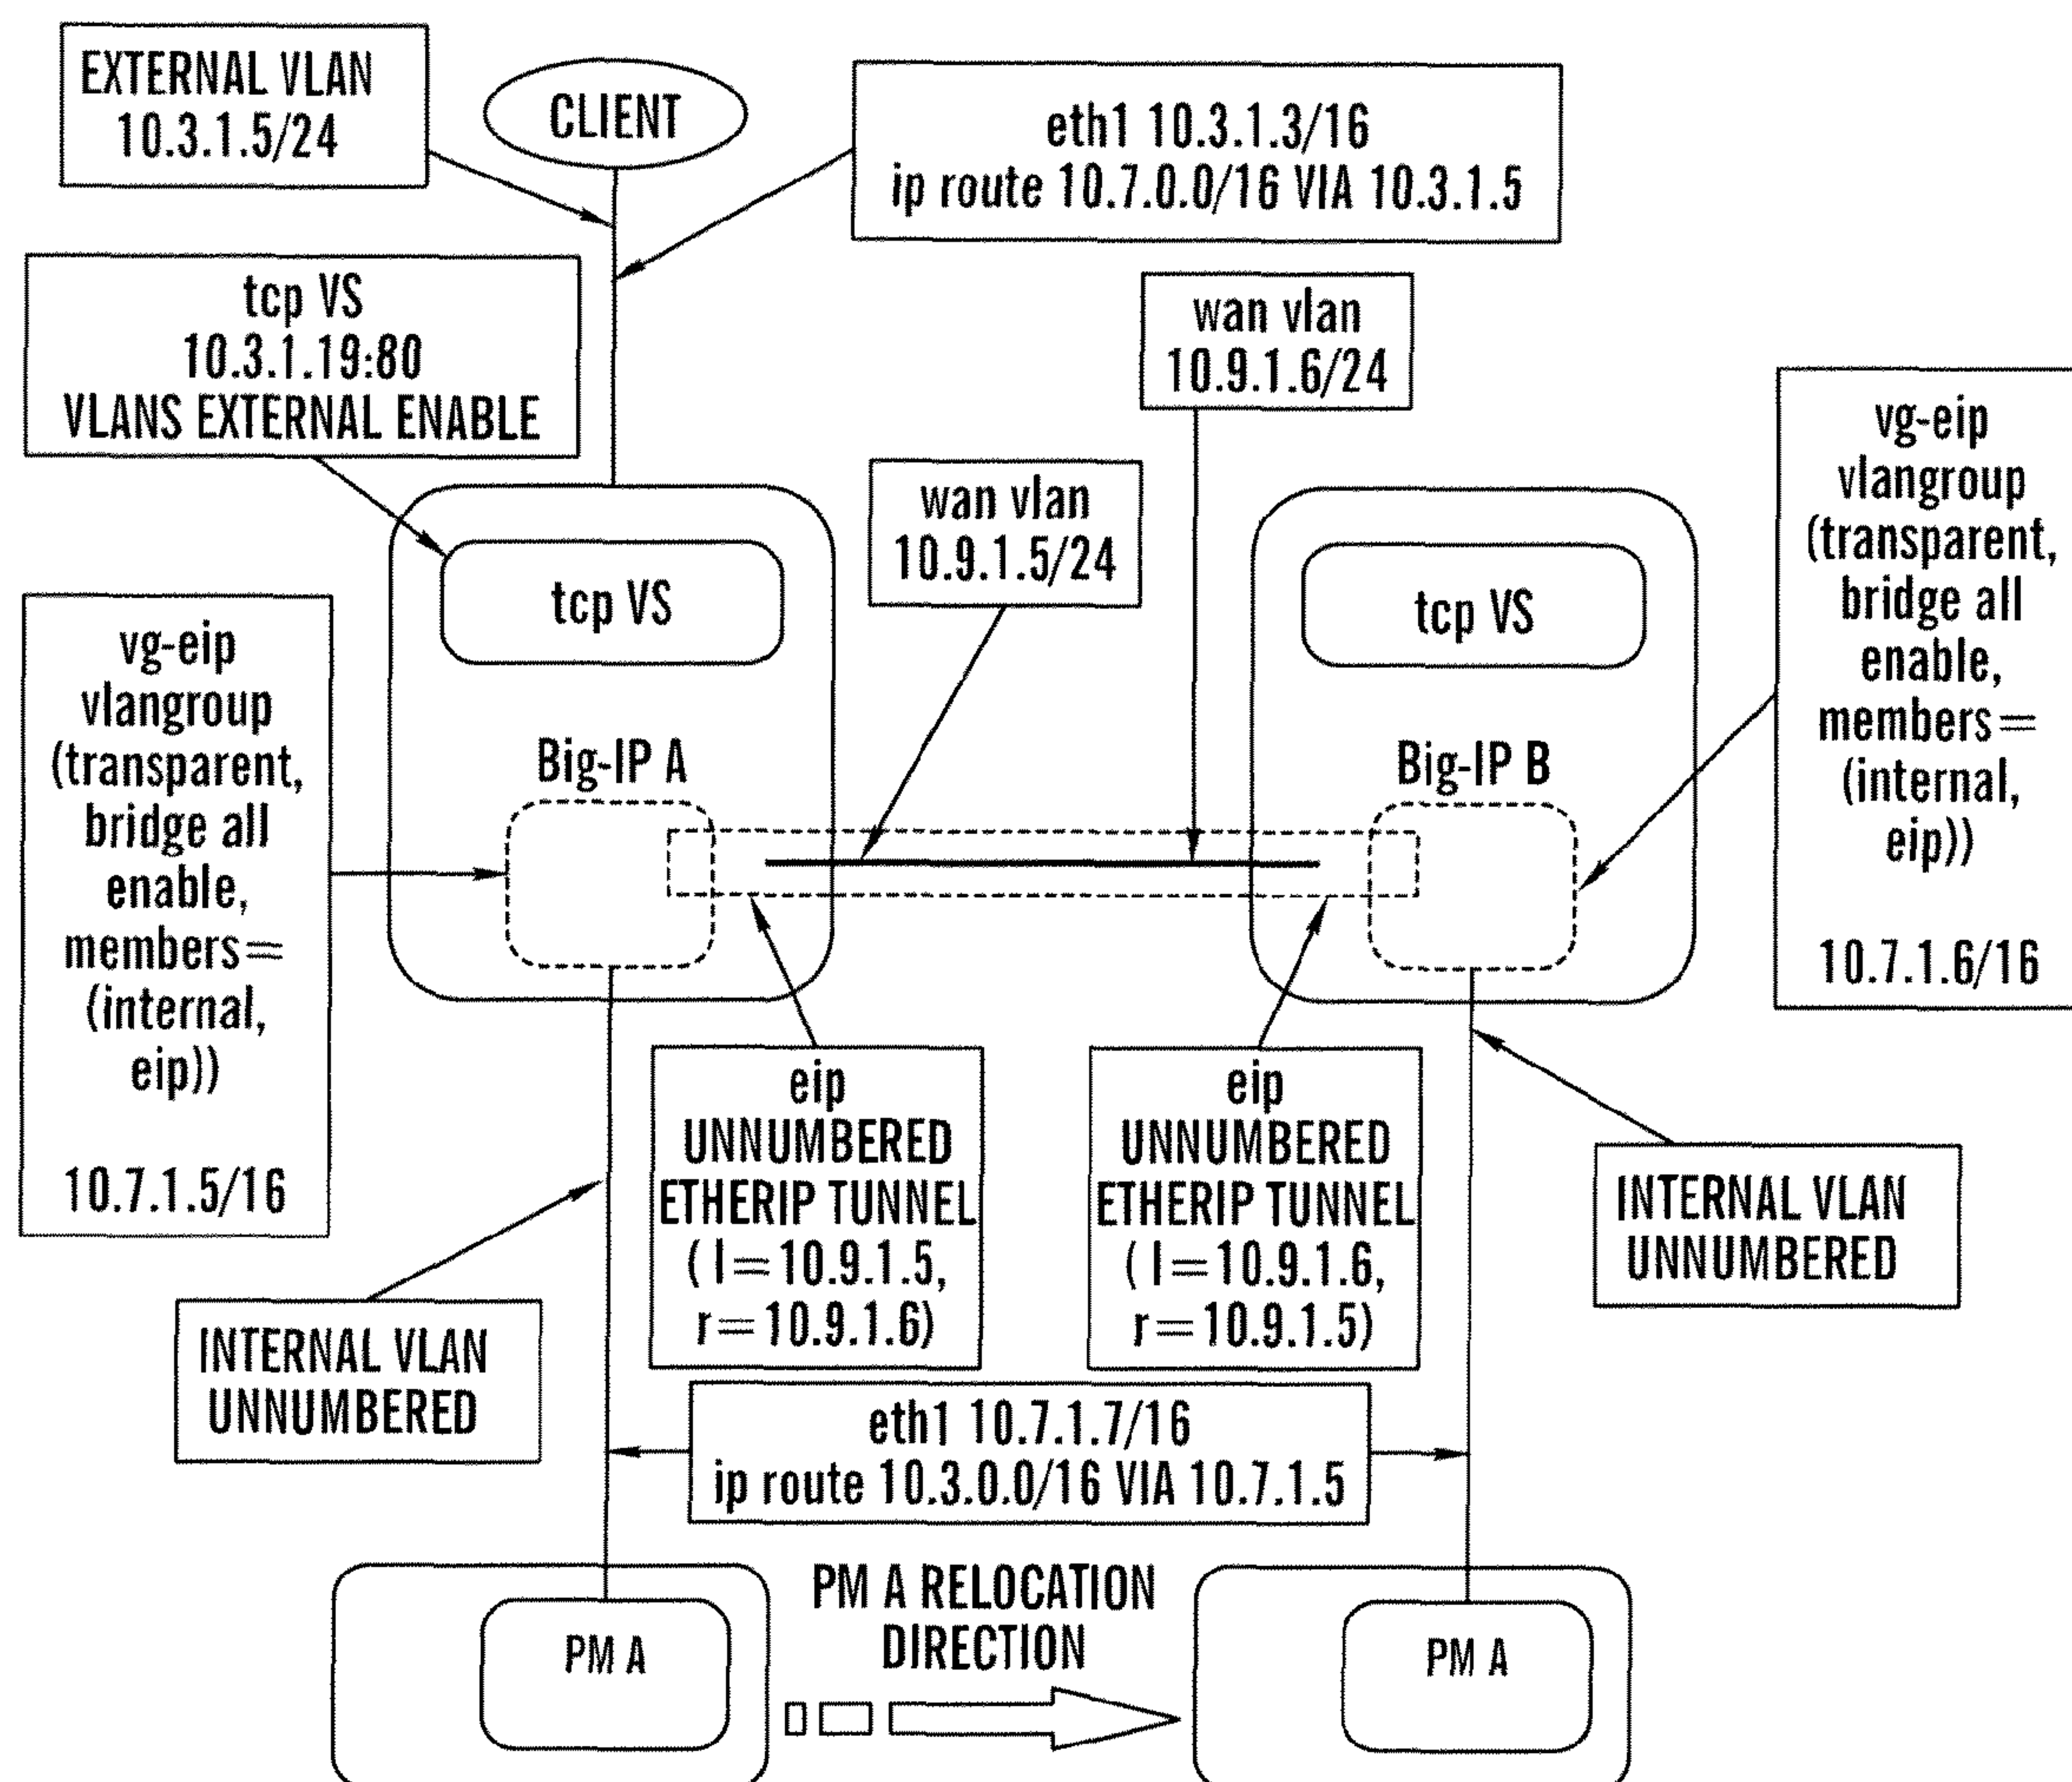 EXTERNAL VLAN
10.3.1.5/24
CLIENT
eth1 10.3.1.3/16
ip route 10.7.0.0/16 VIA 10.3.1.5
tcp VS
10.3.1.19:80
VLANS EXTERNAL ENABLE
wan vlan
10.9.1.6/24
wan vlan
10.9.1.5/24
vg-eip
vlangroup
(transparent,
bridge all
enable,
members=
(internal,
eip))
10.7.1.6/16
tcp VS
tcp VS
vg-eip
vlangroup
(transparent,
bridge all
enable,
members=
(internal,
eip))
10.7.1.5/16
Big-IP A
Big-IP B
eip
UNNUMBERED
ETHERIP TUNNEL
( l=10.9.1.5,
r=10.9.1.6)
eip
UNNUMBERED
ETHERIP TUNNEL
( l=10.9.1.6,
r=10.9.1.5)
INTERNAL VLAN
UNNUMBERED
INTERNAL VLAN
UNNUMBERED
eth1 10.7.1.7/16
ip route 10.3.0.0/16 VIA 10.7.1.5
PM A RELOCATION
DIRECTION
PM A
PM A